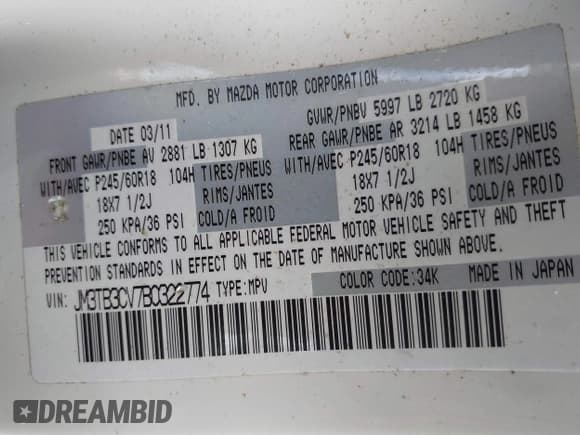 MFD. BY MAZDA MOTOR CORPORATION
DATE 03/11
GVWR/PNBV 5997 LB 2720 KG
FRONT GAWR/PNBE AV 2881 LB 1307 KG
REAR GAWR/PNBE AR 3214 LB 1458 KG
WITH/AVEC P245/60R18 104H TIRES/PNEUS
WITH/AVEC P245/60R18 104H TIRES/PNEUS
18X7 1/2J RIMS/JANTES
18X7 1/2J RIMS/JANTES
250 KPA/36 PSI COLD/A FROID
250 KPA/36 PSI COLD/A FROID
THIS VEHICLE CONFORMS TO ALL APPLICABLE FEDERAL MOTOR VEHICLE SAFETY AND THEFT
PREVENTION STANDARDS IN EFFECT ON THE DATE OF MANUFACTURE SHOWN ABOVE.
VIN: JM3TB3CV7BC322774 TYPE:MPV
COLOR CODE:34K
MADE IN JAPAN
DREAMBID